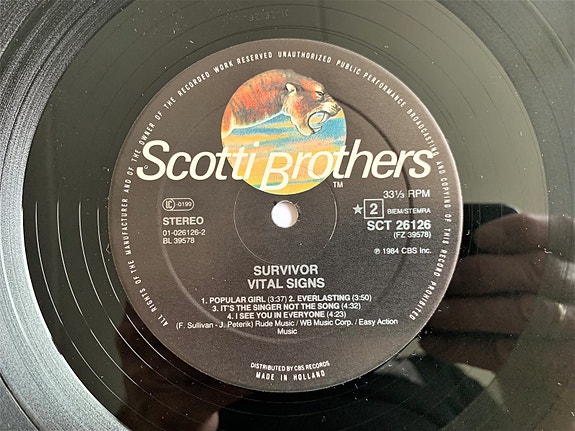 ALL RIGHTS OF THE MANUFACTURER AND OF THE OWNER OF THE RECORDED WORK RESERVED UNAUTHORIZED PUBLIC PERFORMANCE BROADCASTING AND COPYING OF THIS RECORD PROHIBITED
Scotti Brothers
TM
33⅓ RPM
LC -0199
STEREO
01-026126-2
BL 39578
★ 2 BIEM/STEMRA
SCT 26126
(FZ 39578)
℗ 1984 CBS Inc.
SURVIVOR
VITAL SIGNS
1. POPULAR GIRL (3:37) 2. EVERLASTING (3:50)
3. IT'S THE SINGER NOT THE SONG (4:32)
4. I SEE YOU IN EVERYONE (4:23)
(F. Sullivan - J. Peterik) Rude Music / WB Music Corp. / Easy Action
Music
DISTRIBUTED BY CBS RECORDS
MADE IN HOLLAND